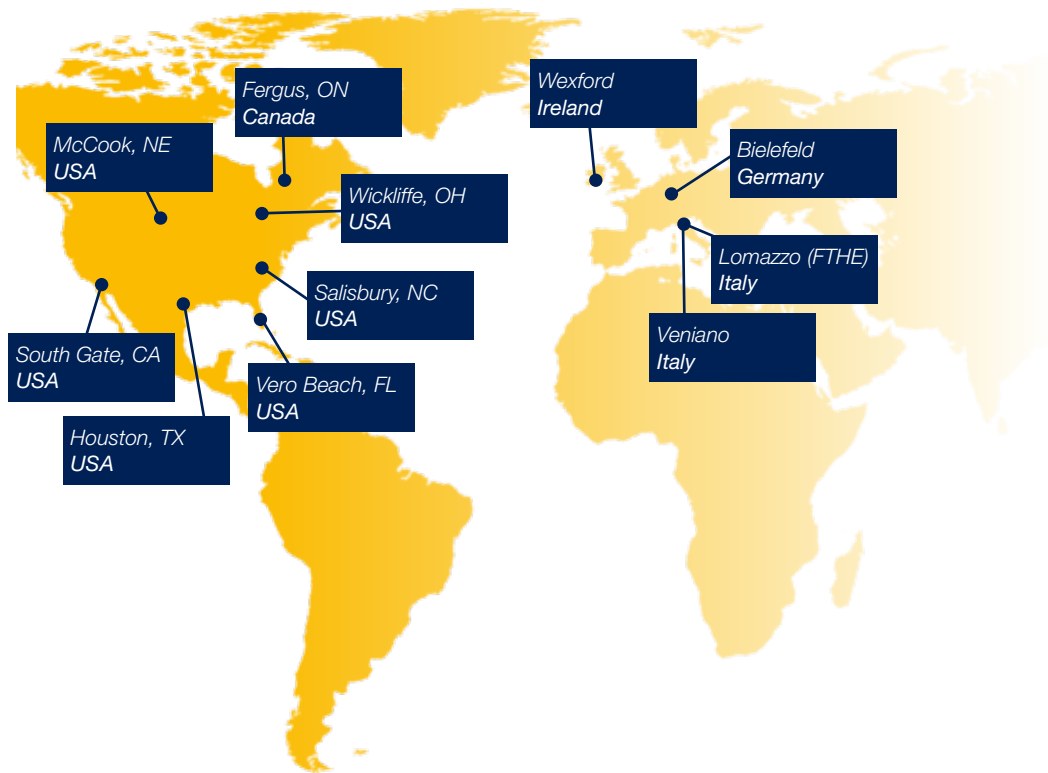 Fergus, ON
Canada
McCook, NE
USA
Wickliffe, OH
USA
Salisbury, NC
USA
South Gate, CA
USA
Vero Beach, FL
USA
Houston, TX
USA
Wexford
Ireland
Bielefeld
Germany
Lomazzo (FTHE)
Italy
Veniano
Italy